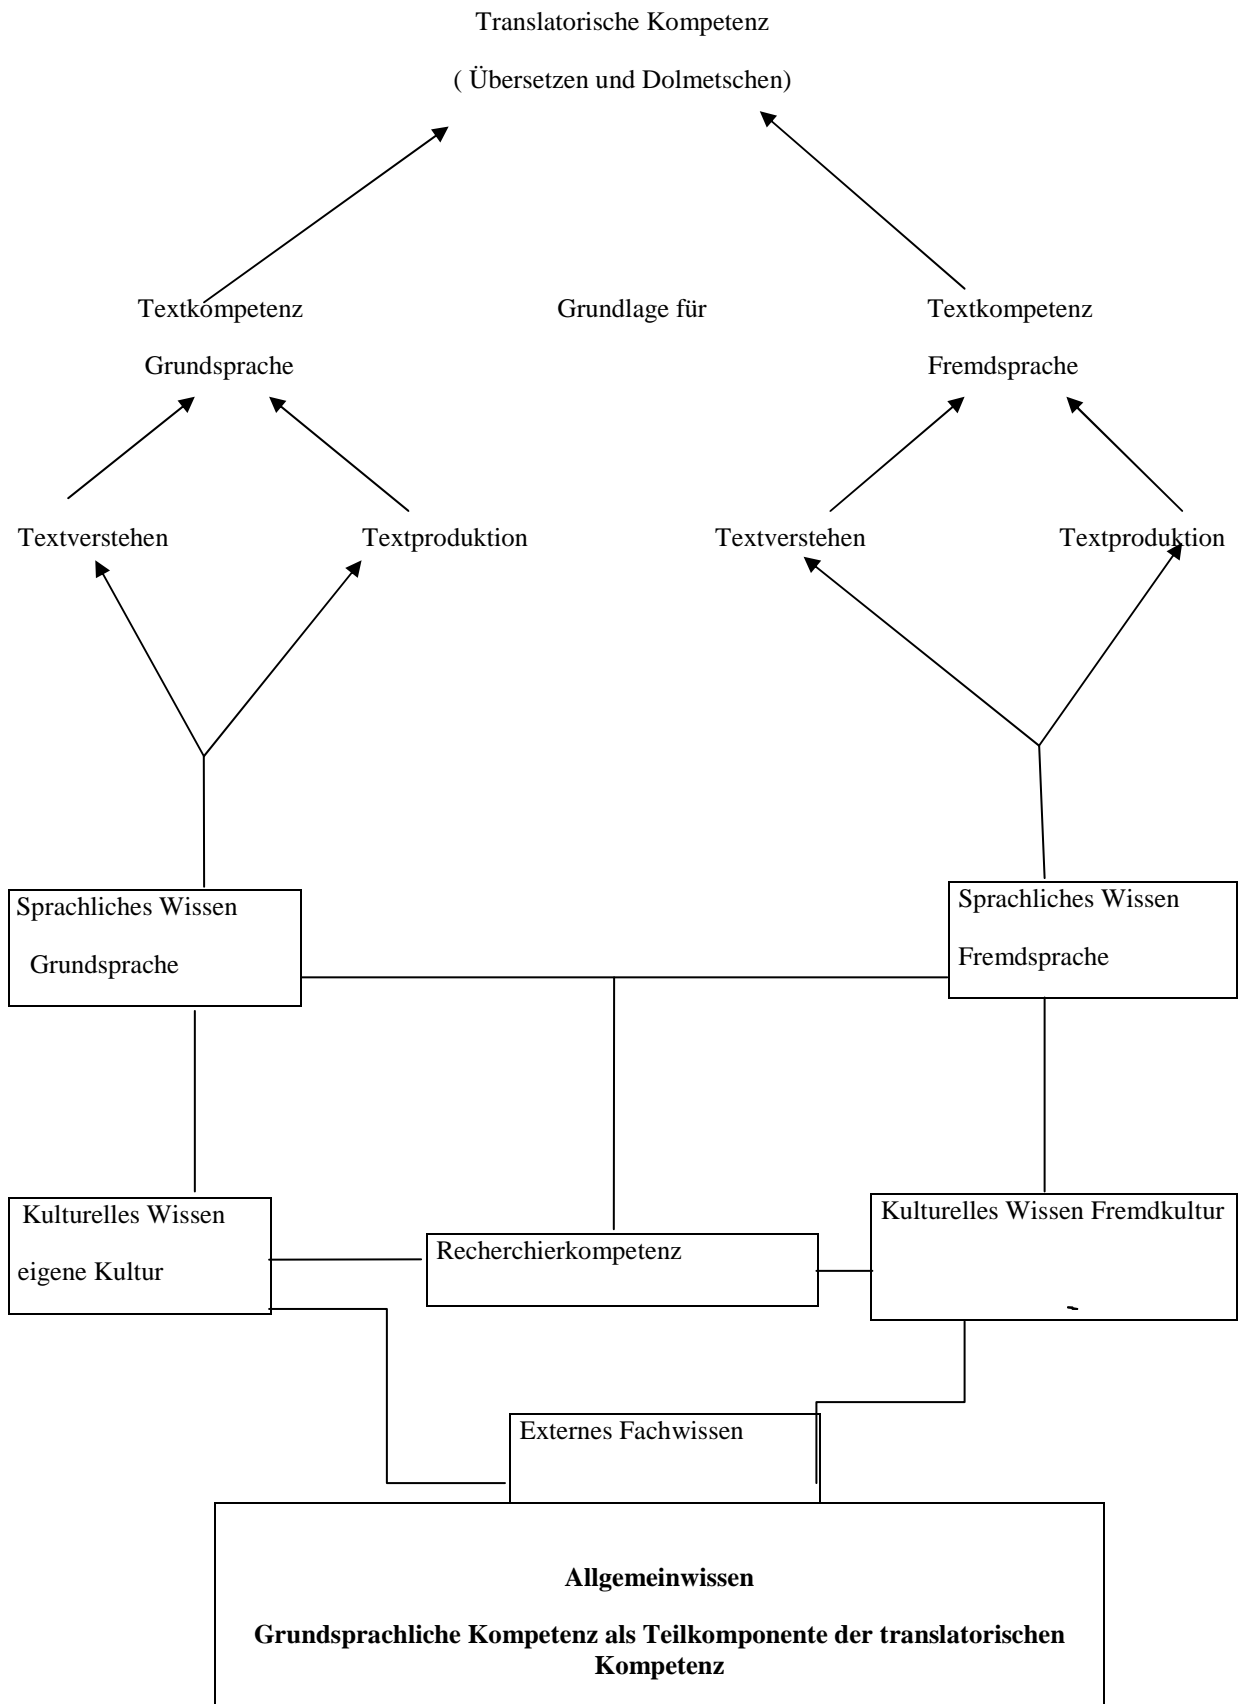 Translatorische Kompetenz
( Übersetzen und Dolmetschen)
Textkompetenz
Grundsprache
Grundlage für
Textkompetenz
Fremdsprache
Textverstehen
Textproduktion
Textverstehen
Textproduktion
Sprachliches Wissen
Grundsprache
Sprachliches Wissen
Fremdsprache
Kulturelles Wissen
eigene Kultur
Recherchierkompetenz
Kulturelles Wissen Fremdkultur
Externes Fachwissen
Allgemeinwissen
Grundsprachliche Kompetenz als Teilkomponente der translatorischen
Kompetenz